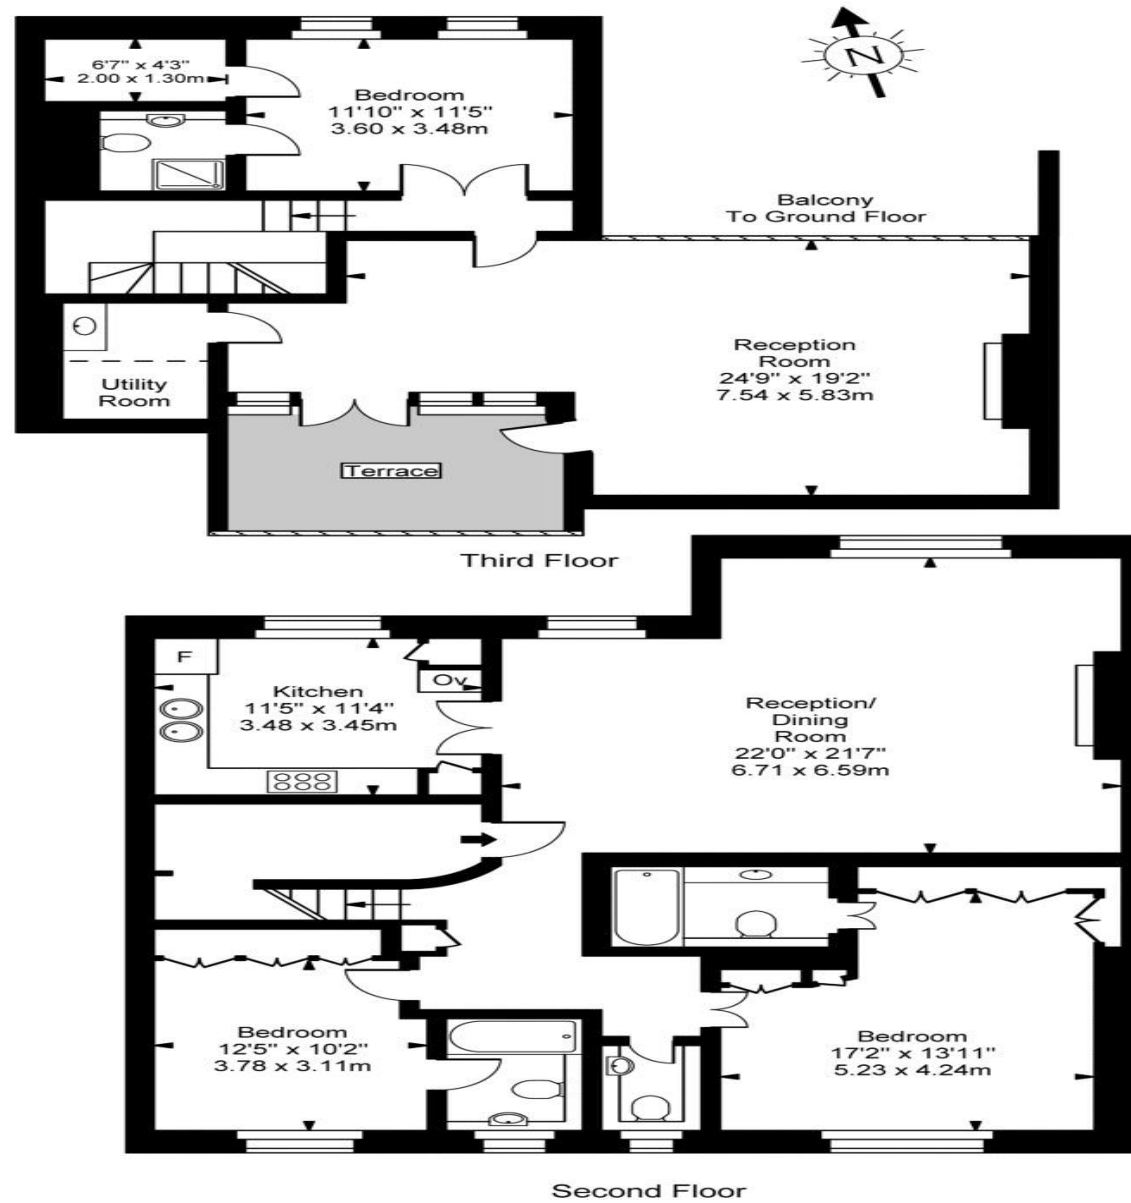 N
6'7" x 4'3"
2.00 x 1.30m
Bedroom
11'10" x 11'5"
3.60 x 3.48m
Balcony
To Ground Floor
Reception
Room
24'9" x 19'2"
7.54 x 5.83m
Utility
Room
Terrace
Third Floor
F
Ov
Kitchen
11'5" x 11'4"
3.48 x 3.45m
Reception/
Dining
Room
22'0" x 21'7"
6.71 x 6.59m
Bedroom
12'5" x 10'2"
3.78 x 3.11m
Bedroom
17'2" x 13'11"
5.23 x 4.24m
Second Floor